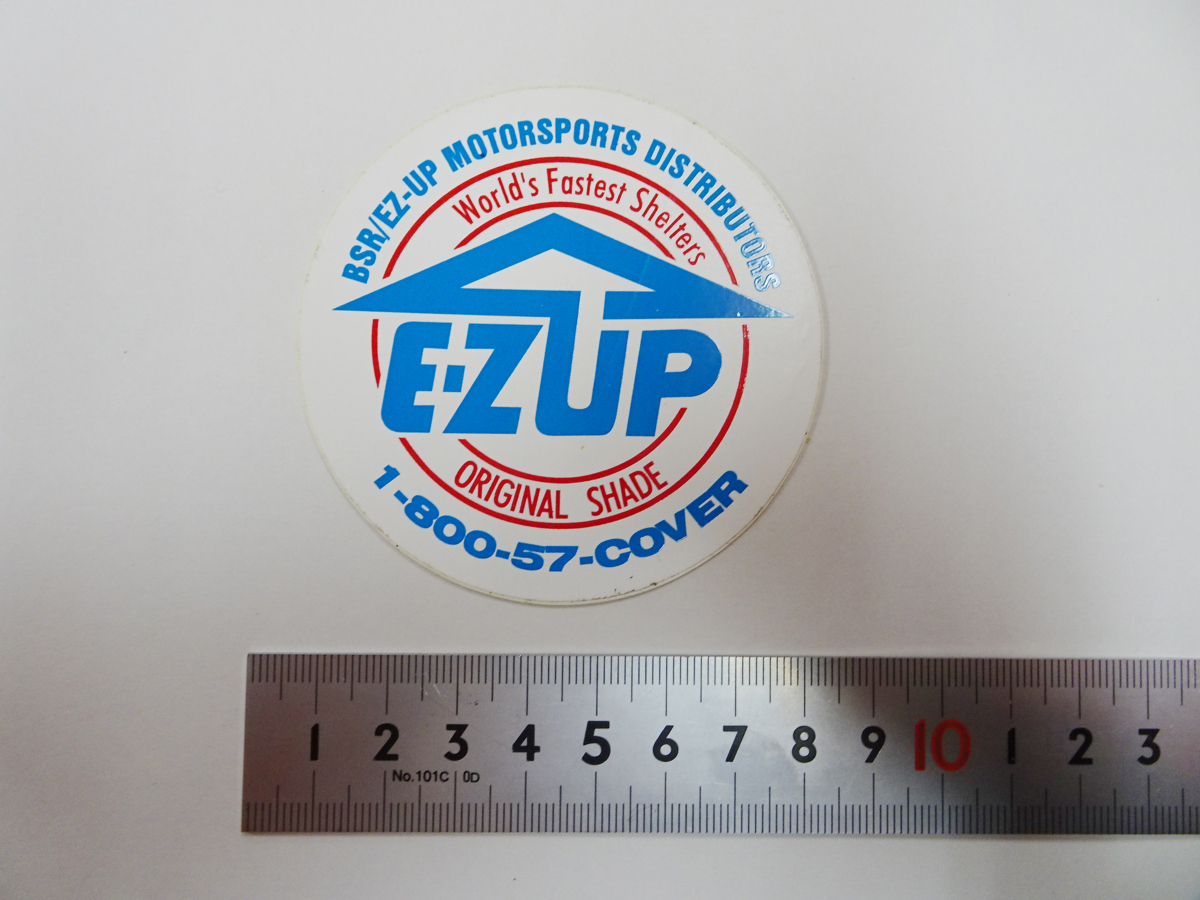 BSR/EZ-UP MOTORSPORTS DISTRIBUTORS
World's Fastest Shelters
E-Z UP
ORIGINAL SHADE
1-800-57-COVER
1 2 3 4 5 6 7 8 9 10 1 2 3
No.101C 0D